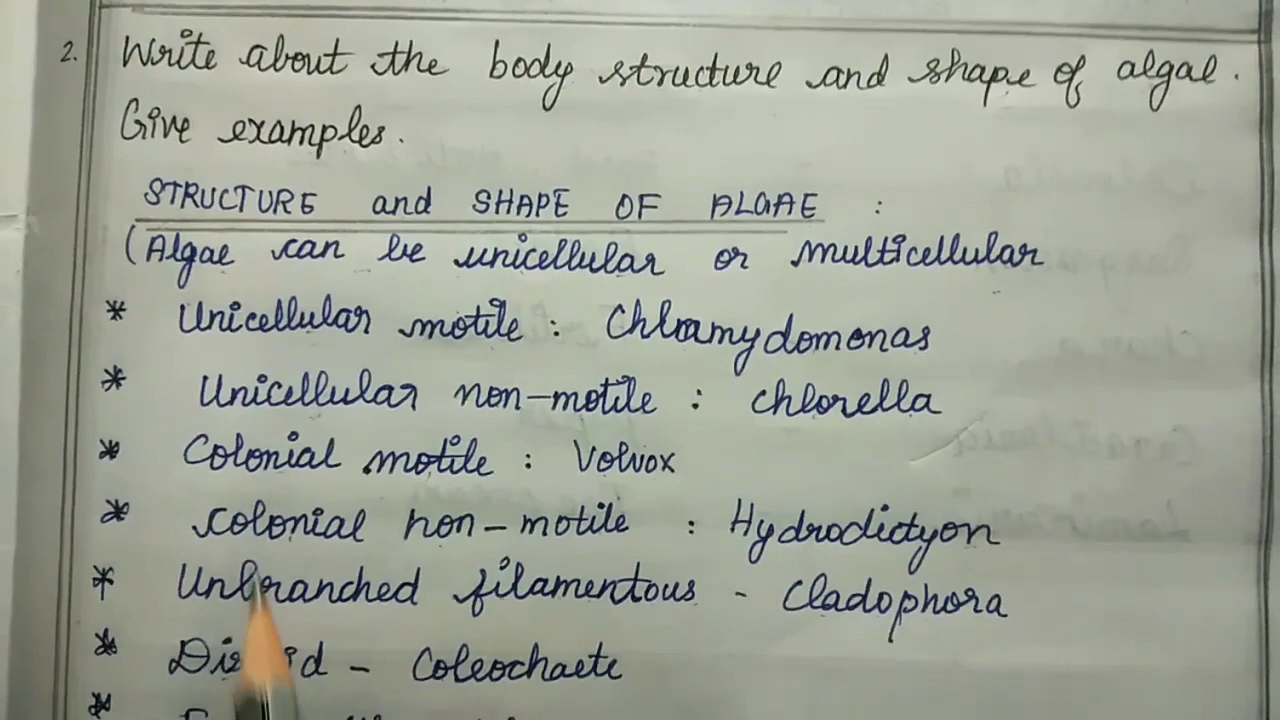 2. Write about the body structure and shape of algae.
Give examples.
STRUCTURE and SHAPE OF ALGAE :
(Algae can be unicellular or multicellular
* Unicellular motile : Chlamydomonas
* Unicellular non-motile : chlorella
* Colonial motile : Volvox
* colonial non-motile : Hydrodictyon
* Unbranched filamentous - Cladophora
* - Coleochaete
*